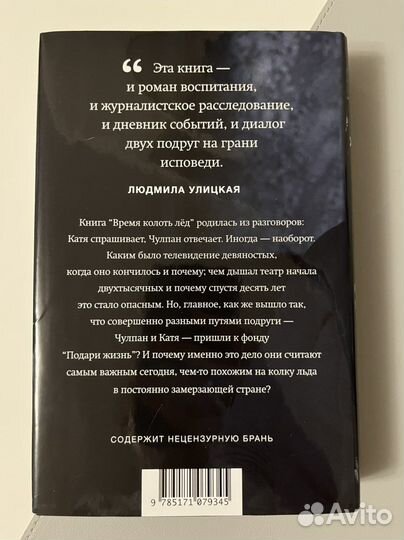 “ Эта книга —
и роман воспитания,
и журналистское расследование,
и дневник событий, и диалог
двух подруг на грани
исповеди.
ЛЮДМИЛА УЛИЦКАЯ
Книга “Время колоть лёд” родилась из разговоров:
Катя спрашивает, Чулпан отвечает. Иногда — наоборот.
Каким было телевидение девяностых,
когда оно кончилось и почему; чем дышал театр начала
двухтысячных и почему спустя десять лет
это стало опасным. Но, главное, как же вышло так,
что совершенно разными путями подруги —
Чулпан и Катя — пришли к фонду
“Подари жизнь”? И почему именно это дело они считают
самым важным сегодня, чем-то похожим на колку льда
в постоянно замерзающей стране?
СОДЕРЖИТ НЕЦЕНЗУРНУЮ БРАНЬ
9 785171 079345
Avito